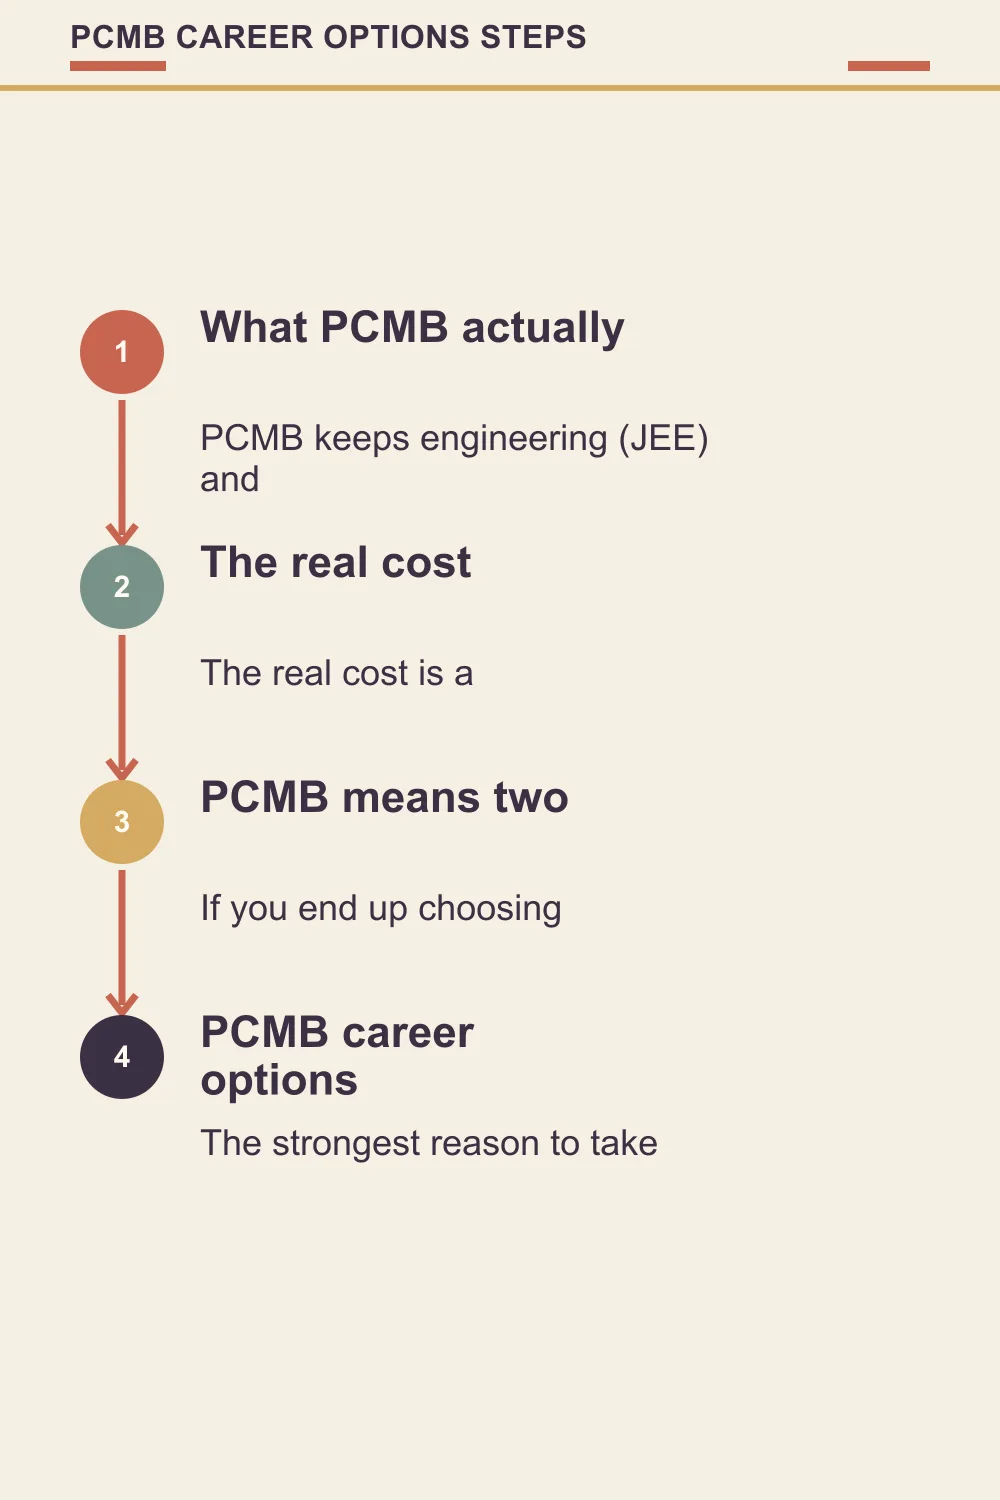 PCMB CAREER OPTIONS STEPS
1
What PCMB actually
PCMB keeps engineering (JEE)
and
2
The real cost
The real cost is a
3
PCMB means two
If you end up choosing
4
PCMB career
options
The strongest reason to take